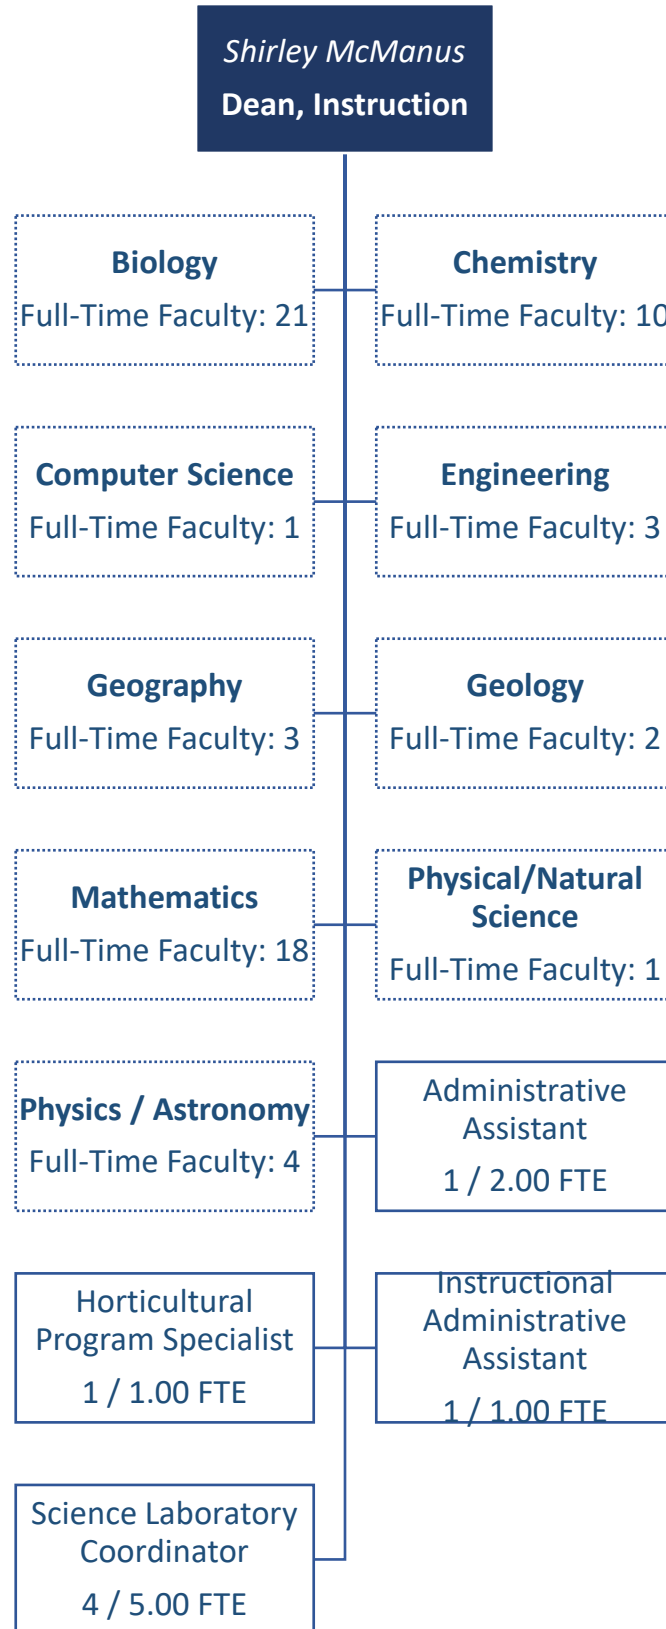 Shirley McManus
Dean, Instruction
Biology
Full-Time Faculty: 21
Chemistry
Full-Time Faculty: 10
Computer Science
Full-Time Faculty: 1
Engineering
Full-Time Faculty: 3
Geography
Full-Time Faculty: 3
Geology
Full-Time Faculty: 2
Mathematics
Full-Time Faculty: 18
Physical/Natural
Science
Full-Time Faculty: 1
Physics / Astronomy
Full-Time Faculty: 4
Administrative
Assistant
1 / 2.00 FTE
Horticultural
Program Specialist
1 / 1.00 FTE
Instructional
Administrative
Assistant
1 / 1.00 FTE
Science Laboratory
Coordinator
4 / 5.00 FTE